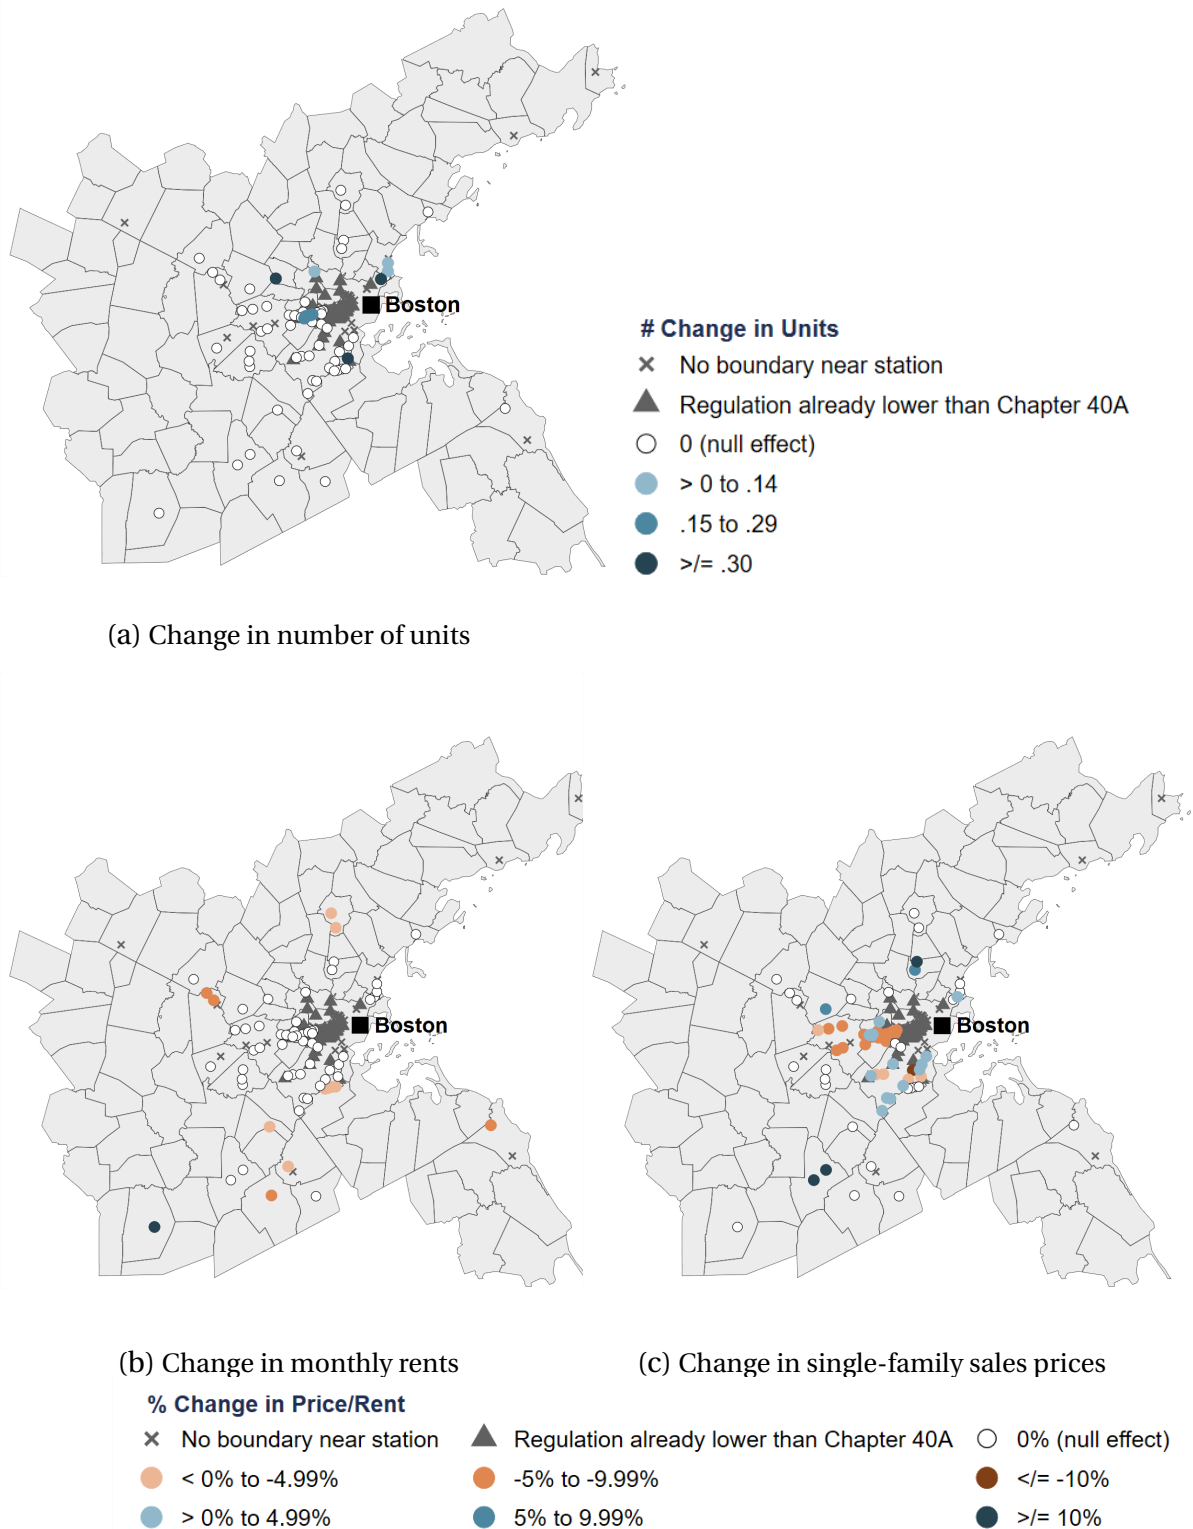 Boston
# Change in Units
No boundary near station
Regulation already lower than Chapter 40A
0 (null effect)
> 0 to .14
.15 to .29
>/= .30
(a) Change in number of units
Boston
Boston
(b) Change in monthly rents
(c) Change in single-family sales prices
% Change in Price/Rent
No boundary near station
Regulation already lower than Chapter 40A
0% (null effect)
< 0% to -4.99%
-5% to -9.99%
</= -10%
> 0% to 4.99%
5% to 9.99%
>/= 10%